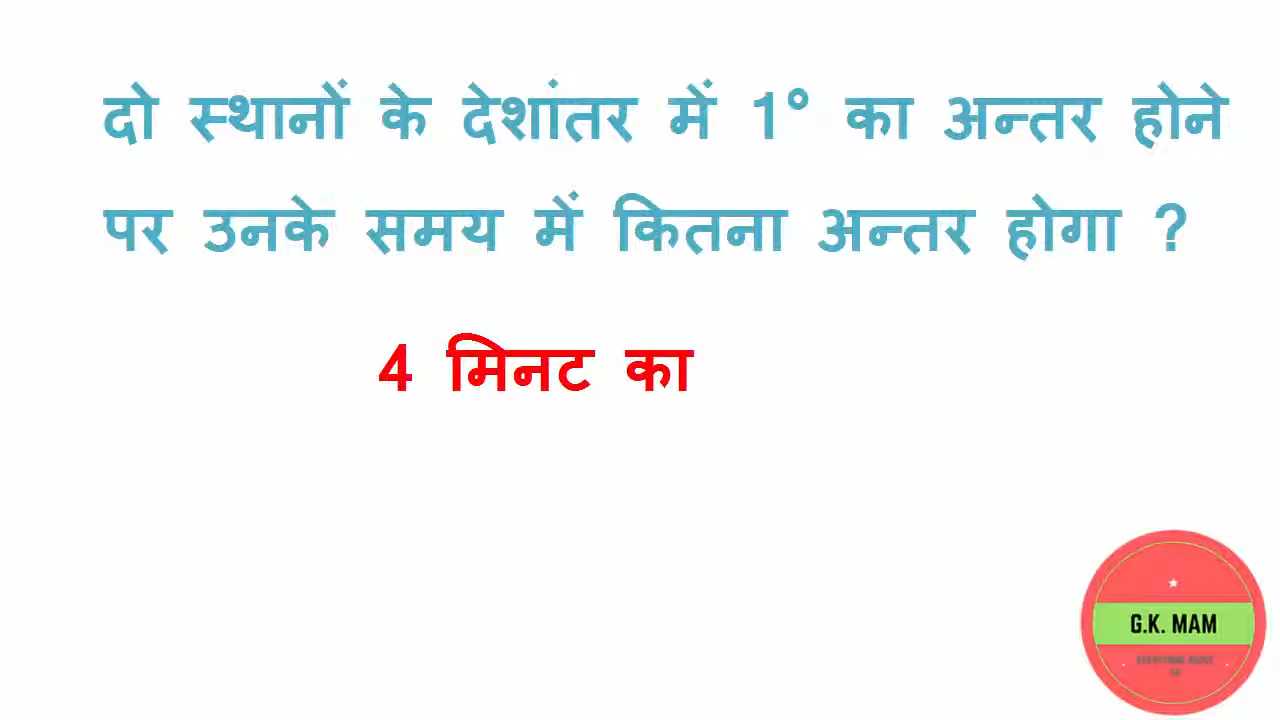 दो स्थानों के देशांतर में 1° का अन्तर होने
पर उनके समय में कितना अन्तर होगा ?
4 मिनट का
G.K. MAM